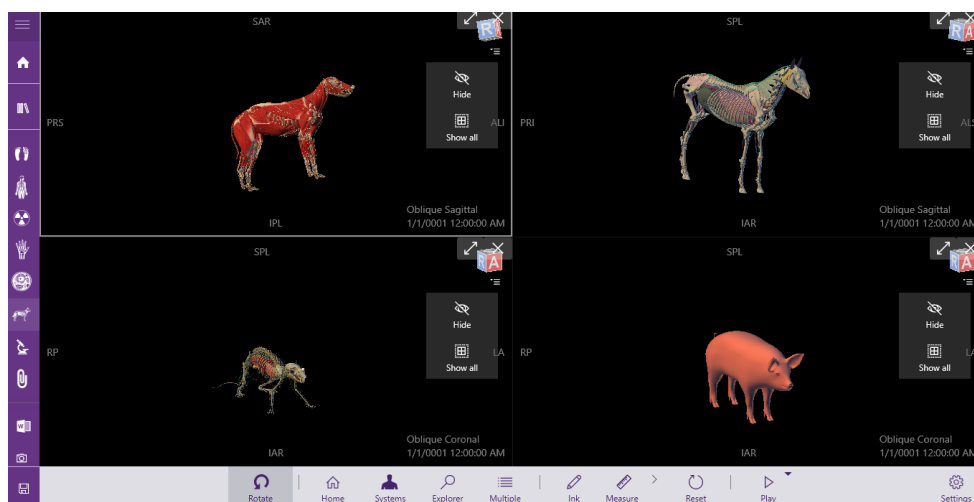 SAR
R
Hide
Show all
PRS
ALI
Oblique Sagittal
1/1/0001 12:00:00 AM
IPL
SPL
R A
Hide
Show all
PRI
ALS
Oblique Sagittal
1/1/0001 12:00:00 AM
IAR
SPL
R A
Hide
Show all
RP
LA
Oblique Coronal
1/1/0001 12:00:00 AM
IAR
SPL
R A
Hide
Show all
RP
LA
Oblique Coronal
1/1/0001 12:00:00 AM
IAR
Rotate
Home
Systems
Explorer
Multiple
Ink
Measure
Reset
Play
Settings